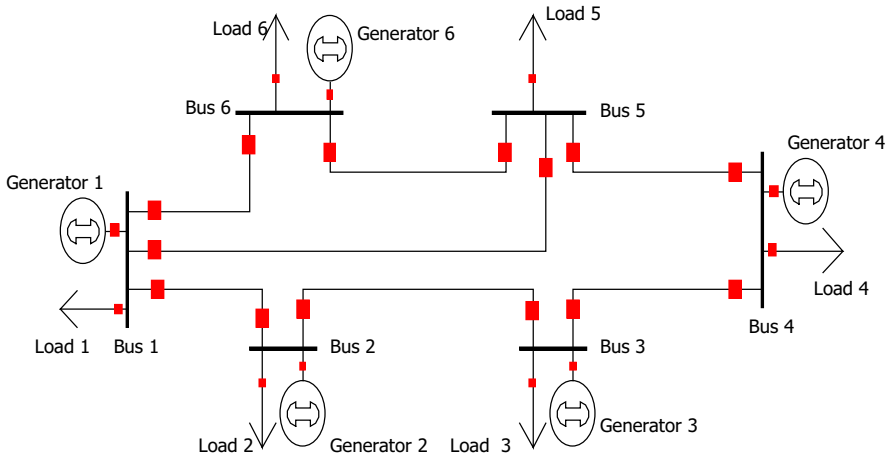 Load 6
Generator 6
Load 5
Bus 6
Bus 5
Generator 4
Generator 1
Load 4
Bus 4
Load 1
Bus 1
Bus 2
Bus 3
Load 2
Generator 2
Load  3
Generator 3